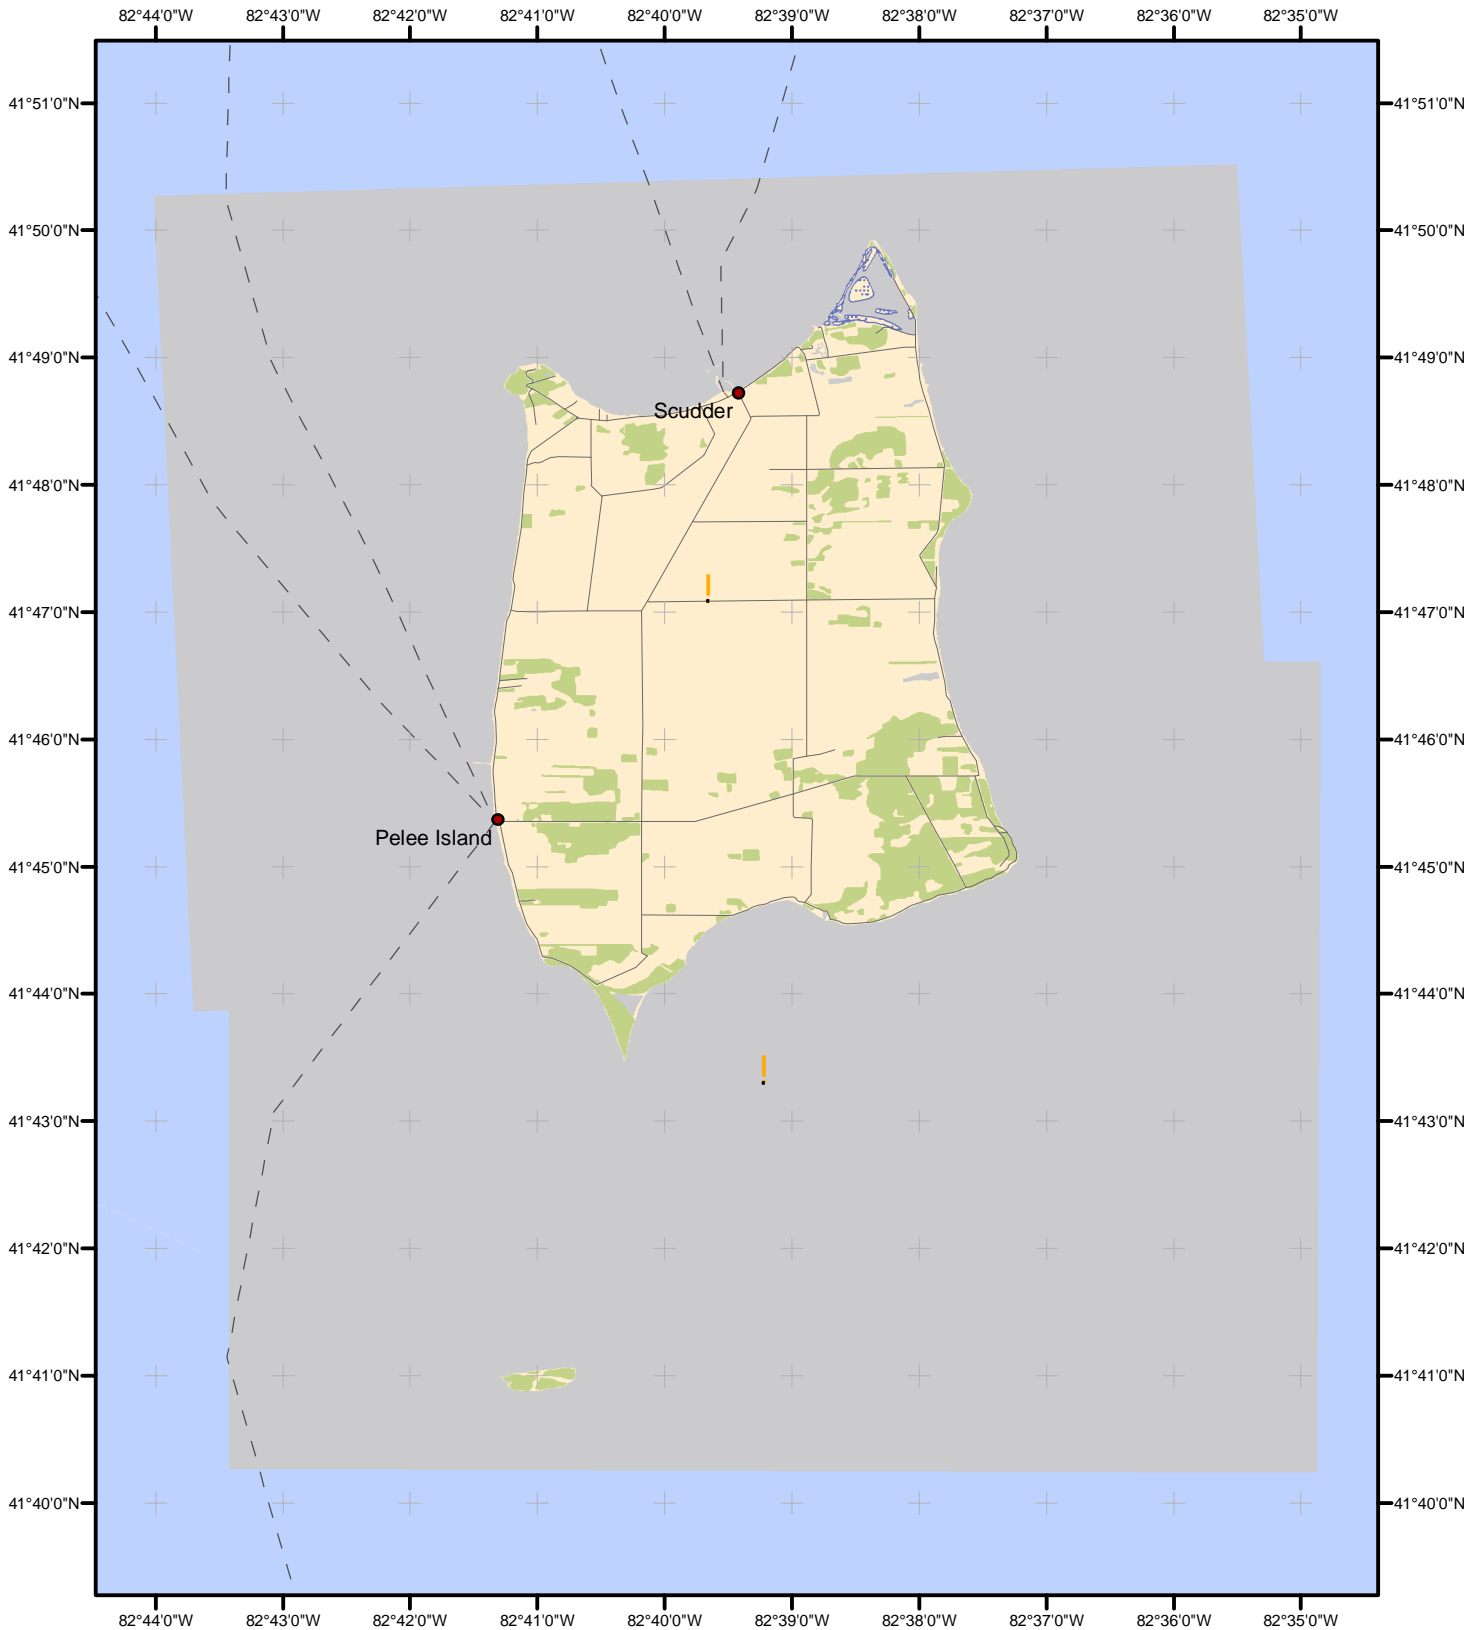 82°44'0"W 82°43'0"W 82°42'0"W 82°41'0"W 82°40'0"W 82°39'0"W 82°38'0"W 82°37'0"W 82°36'0"W 82°35'0"W
41°51'0"N 41°51'0"N
41°50'0"N 41°50'0"N
41°49'0"N 41°49'0"N
Scudder
41°48'0"N 41°48'0"N
41°47'0"N 41°47'0"N
41°46'0"N 41°46'0"N
Pelee Island
41°45'0"N 41°45'0"N
41°44'0"N 41°44'0"N
41°43'0"N 41°43'0"N
41°42'0"N 41°42'0"N
41°41'0"N 41°41'0"N
41°40'0"N 41°40'0"N
82°44'0"W 82°43'0"W 82°42'0"W 82°41'0"W 82°40'0"W 82°39'0"W 82°38'0"W 82°37'0"W 82°36'0"W 82°35'0"W